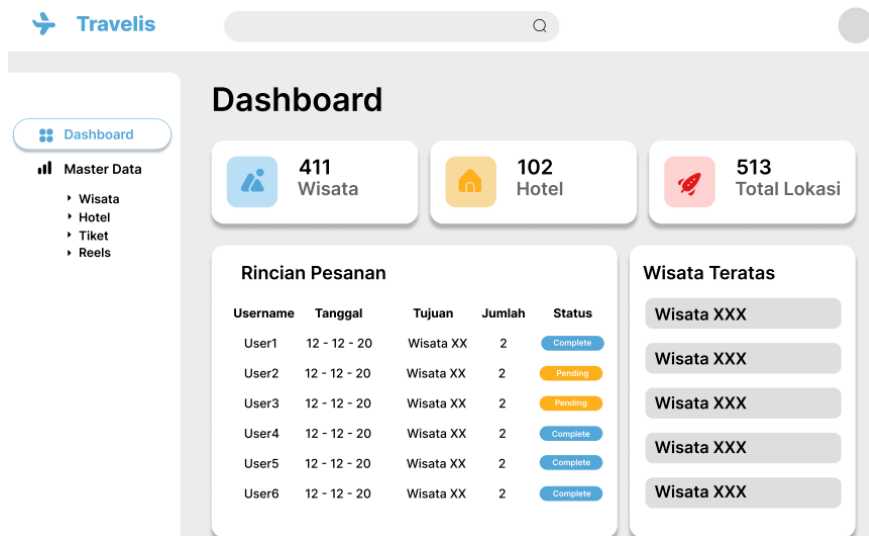 Travelis
Dashboard
Master Data
Wisata
Hotel
Tiket
Reels
Dashboard
411
Wisata
102
Hotel
513
Total Lokasi
Rincian Pesanan
Username Tanggal Tujuan Jumlah Status
User1 12 - 12 - 20 Wisata XX 2 Complete
User2 12 - 12 - 20 Wisata XX 2 Pending
User3 12 - 12 - 20 Wisata XX 2 Pending
User4 12 - 12 - 20 Wisata XX 2 Complete
User5 12 - 12 - 20 Wisata XX 2 Complete
User6 12 - 12 - 20 Wisata XX 2 Complete
Wisata Teratas
Wisata XXX
Wisata XXX
Wisata XXX
Wisata XXX
Wisata XXX